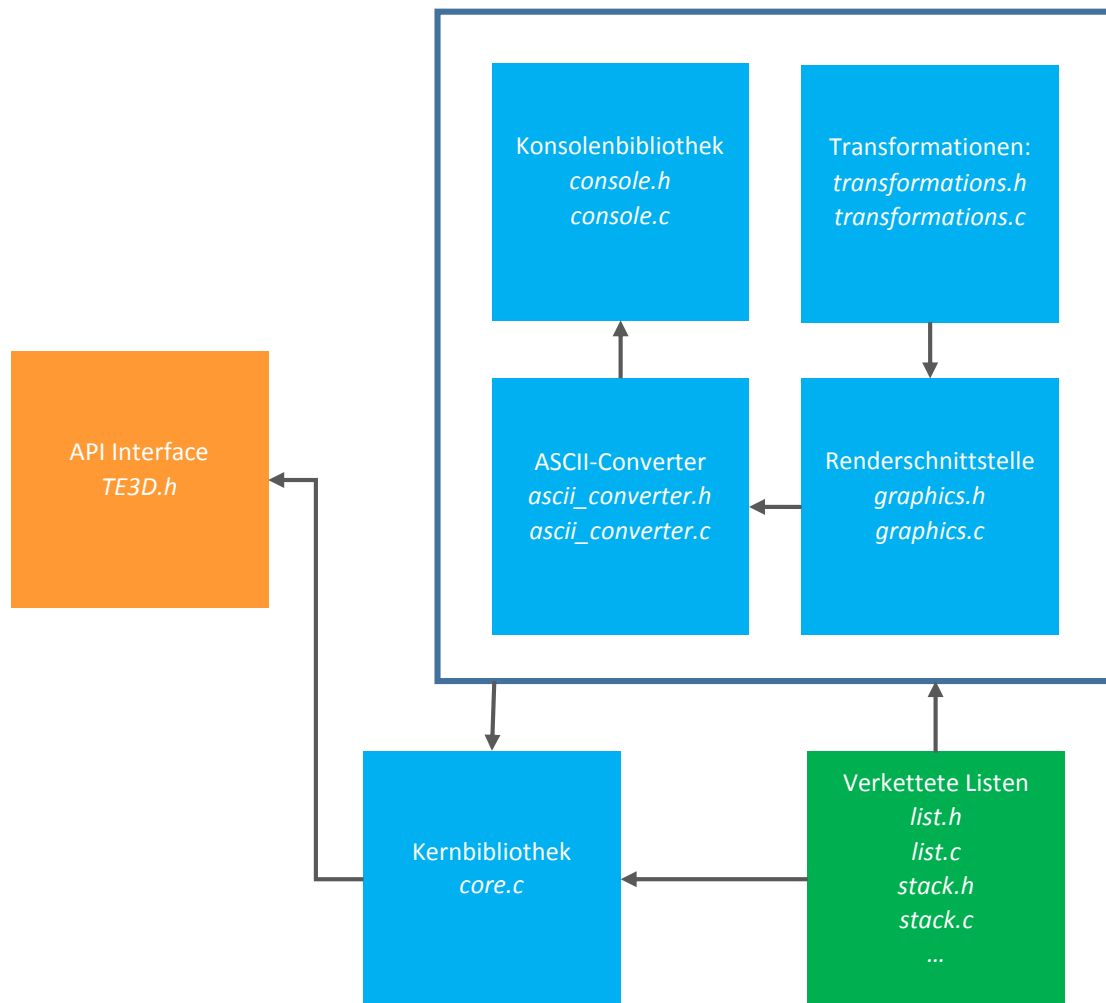 Konsolenbibliothek
console.h
console.c
Transformationen:
transformations.h
transformations.c
API Interface
TE3D.h
ASCII-Converter
ascii_converter.h
ascii_converter.c
Renderschnittstelle
graphics.h
graphics.c
Kernbibliothek
core.c
Verkettete Listen
list.h
list.c
stack.h
stack.c
...